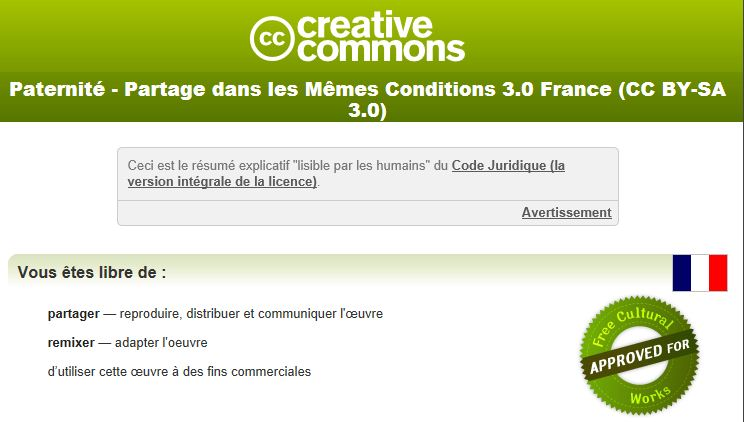 cc creative
commons
Paternité - Partage dans les Mêmes Conditions 3.0 France (CC BY-SA
3.0)
Ceci est le résumé explicatif "lisible par les humains" du Code Juridique (la
version intégrale de la licence).
Avertissement
Vous êtes libre de :
partager — reproduire, distribuer et communiquer l'œuvre
remixer — adapter l'oeuvre
d'utiliser cette œuvre à des fins commerciales
Free Cultural
APPROVED FOR
Works